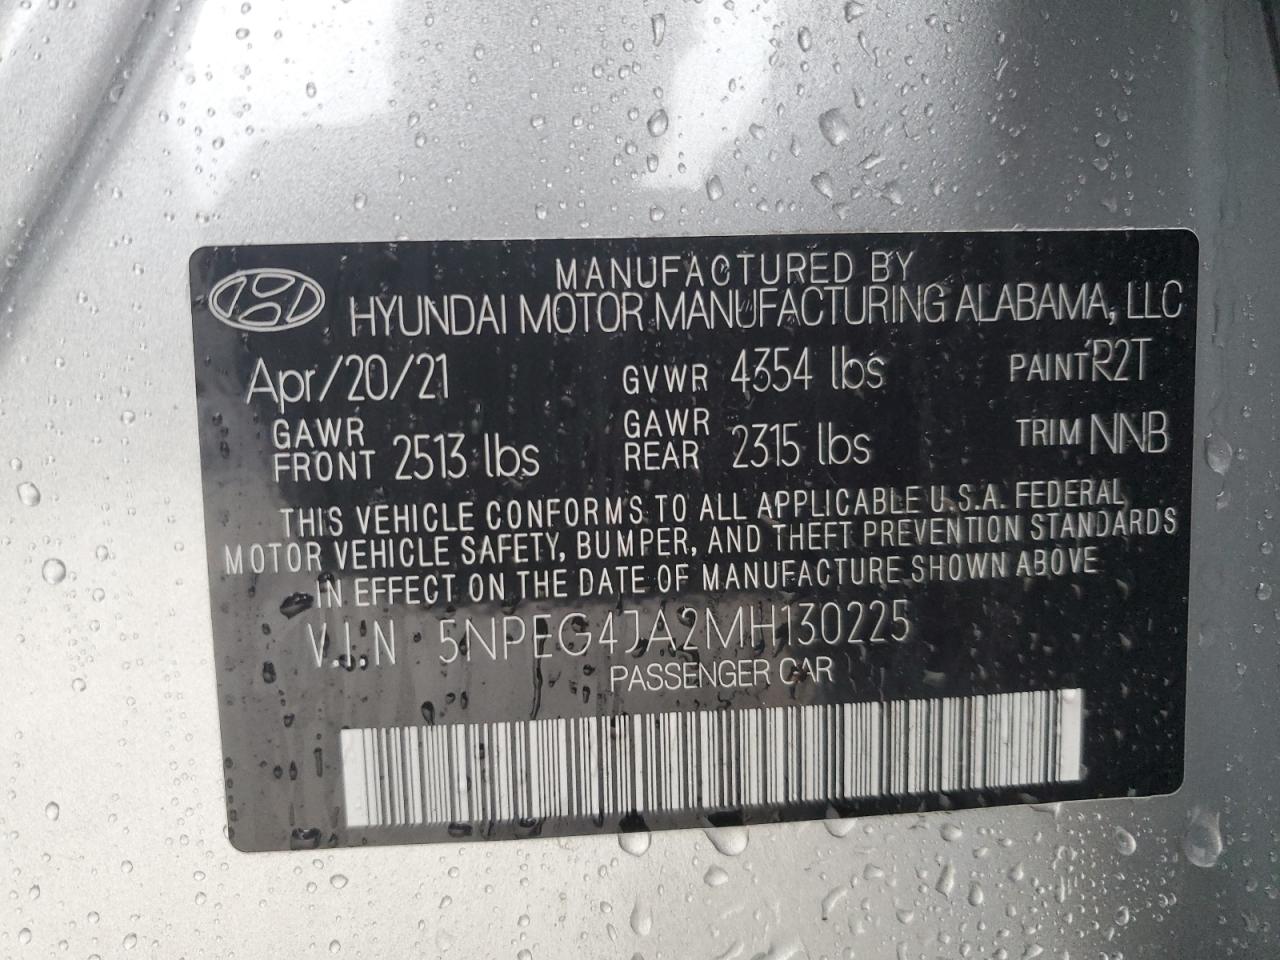 MANUFACTURED BY
HYUNDAI MOTOR MANUFACTURING ALABAMA, LLC
Apr/20/21 GVWR 4354 lbs PAINT R2T
GAWR FRONT 2513 lbs GAWR REAR 2315 lbs TRIM NNB
THIS VEHICLE CONFORMS TO ALL APPLICABLE U.S.A. FEDERAL
MOTOR VEHICLE SAFETY, BUMPER, AND THEFT PREVENTION STANDARDS
IN EFFECT ON THE DATE OF MANUFACTURE SHOWN ABOVE
V.I.N 5NPEG4JA2MH130225
PASSENGER CAR